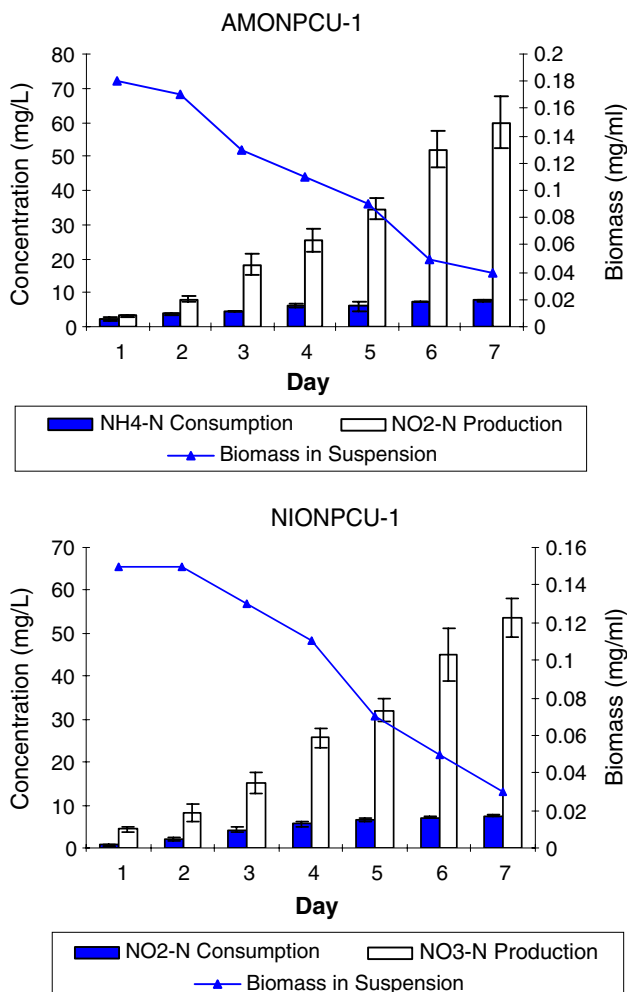 AMONPCU-1
80
70
60
50
40
30
20
10
0
Concentration (mg/L)
0.2
0.18
0.16
0.14
0.12
0.1
0.08
0.06
0.04
0.02
0
Biomass (mg/ml)
1 2 3 4 5 6 7
Day
NH4-N Consumption NO2-N Production
Biomass in Suspension
NIONPCU-1
70
60
50
40
30
20
10
0
Concentration (mg/L)
0.16
0.14
0.12
0.1
0.08
0.06
0.04
0.02
0
Biomass (mg/ml)
1 2 3 4 5 6 7
Day
NO2-N Consumption NO3-N Production
Biomass in Suspension